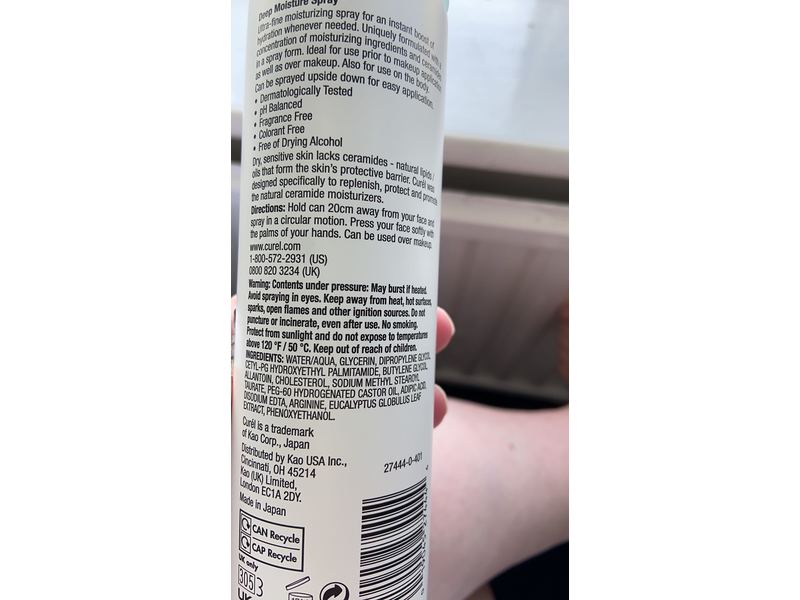 Deep Moisture Spray
Ultra-fine moisturizing spray for an instant boost of
hydration whenever needed. Uniquely formulated with a
concentration of moisturizing ingredients and ceramides
in a spray form. Ideal for use prior to makeup application
as well as over makeup. Also for use on the body.
Can be sprayed upside down for easy application.
• Dermatologically Tested
• pH Balanced
• Fragrance Free
• Colorant Free
• Free of Drying Alcohol
Dry, sensitive skin lacks ceramides - natural lipids /
oils that form the skin's protective barrier. Curél was
designed specifically to replenish, protect and promote
the natural ceramide moisturizers.
Directions: Hold can 20cm away from your face and
spray in a circular motion. Press your face softly with
the palms of your hands. Can be used over makeup.
www.curel.com
1-800-572-2931 (US)
0800 820 3234 (UK)
Warning: Contents under pressure: May burst if heated.
Avoid spraying in eyes. Keep away from heat, hot surfaces,
sparks, open flames and other ignition sources. Do not
puncture or incinerate, even after use. No smoking.
Protect from sunlight and do not expose to temperatures
above 120 °F / 50 °C. Keep out of reach of children.
INGREDIENTS: WATER/AQUA, GLYCERIN, DIPROPYLENE GLYCOL,
CETYL-PG HYDROXYETHYL PALMITAMIDE, BUTYLENE GLYCOL,
ALLANTOIN, CHOLESTEROL, SODIUM METHYL STEAROYL
TAURATE, PEG-60 HYDROGENATED CASTOR OIL, ADIPIC ACID,
DISODIUM EDTA, ARGININE, EUCALYPTUS GLOBULUS LEAF
EXTRACT, PHENOXYETHANOL.
Curél is a trademark
of Kao Corp., Japan
Distributed by Kao USA Inc.,
Cincinnati, OH 45214
Kao (UK) Limited,
London EC1A 2DY.
Made in Japan
27444-0-401
CAN Recycle
CAP Recycle
UK only
3053
UK